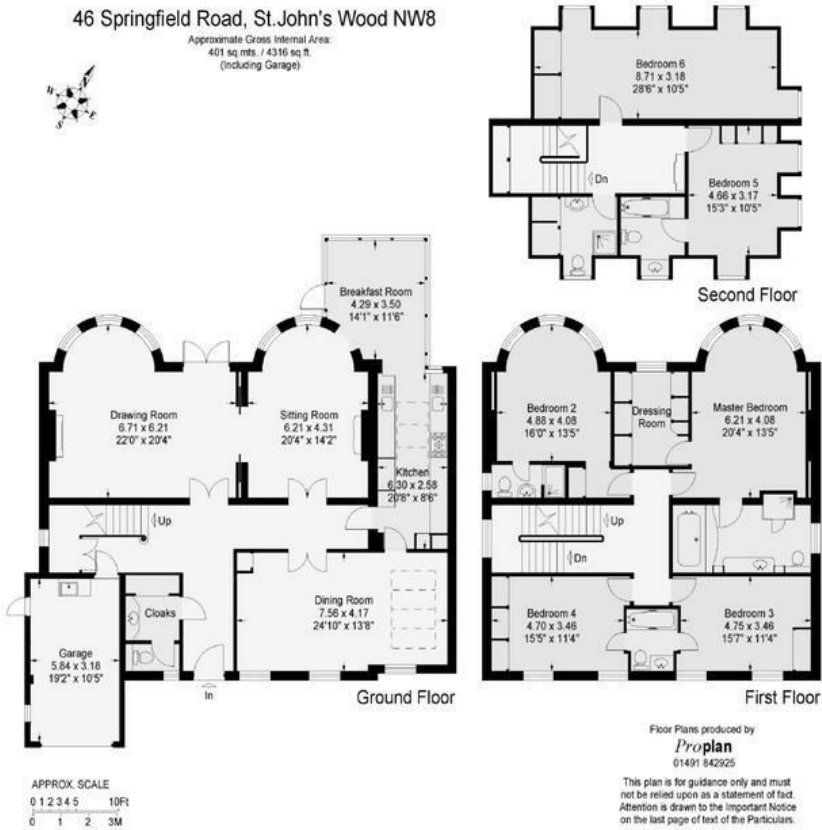 46 Springfield Road, St.John's Wood NW8
Approximate Gross Internal Area:
401 sq.mts. / 4316 sq.ft.
(Including Garage)
N
W
E
S
Bedroom 6
8.71 x 3.18
28'6" x 10'5"
Dn
Bedroom 5
4.66 x 3.17
15'3" x 10'5"
Second Floor
Breakfast Room
4.29 x 3.50
14'1" x 11'6"
Drawing Room
6.71 x 6.21
22'0" x 20'4"
Sitting Room
6.21 x 4.31
20'4" x 14'2"
Kitchen
6.30 x 2.58
20'8" x 8'6"
Up
Dining Room
7.56 x 4.17
24'10" x 13'8"
Cloaks
Garage
5.84 x 3.18
19'2" x 10'5"
In
Ground Floor
Bedroom 2
4.88 x 4.08
16'0" x 13'5"
Dressing
Room
Master Bedroom
6.21 x 4.08
20'4" x 13'5"
Up
Dn
Bedroom 4
4.70 x 3.46
15'5" x 11'4"
Bedroom 3
4.75 x 3.46
15'7" x 11'4"
First Floor
Floor Plans produced by
Proplan
01491 842925
This plan is for guidance only and must
not be relied upon as a statement of fact.
Attention is drawn to the Important Notice
on the last page of text of the Particulars.
APPROX. SCALE
0 1 2 3 4 5 10Ft
0 1 2 3M